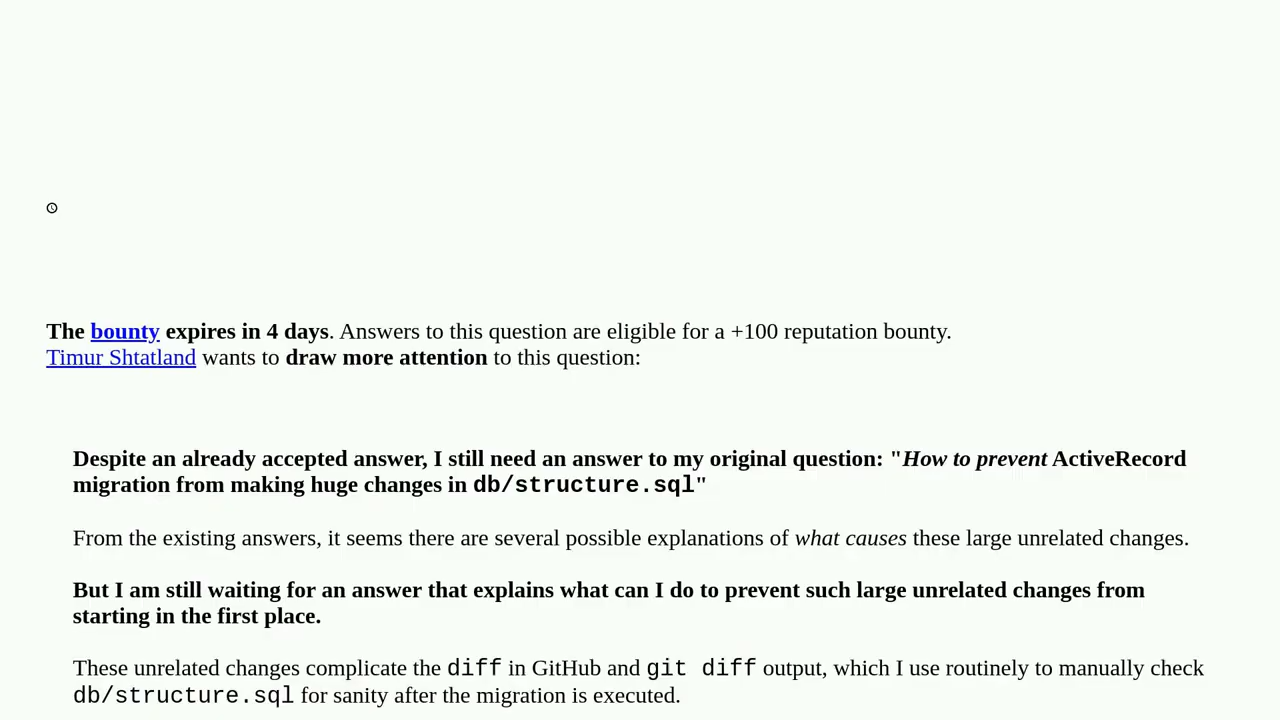 The bounty expires in 4 days. Answers to this question are eligible for a +100 reputation bounty.
Timur Shtatland wants to draw more attention to this question:
Despite an already accepted answer, I still need an answer to my original question: "How to prevent ActiveRecord
migration from making huge changes in db/structure.sql"
From the existing answers, it seems there are several possible explanations of what causes these large unrelated changes.
But I am still waiting for an answer that explains what can I do to prevent such large unrelated changes from
starting in the first place.
These unrelated changes complicate the diff in GitHub and git diff output, which I use routinely to manually check
db/structure.sql for sanity after the migration is executed.